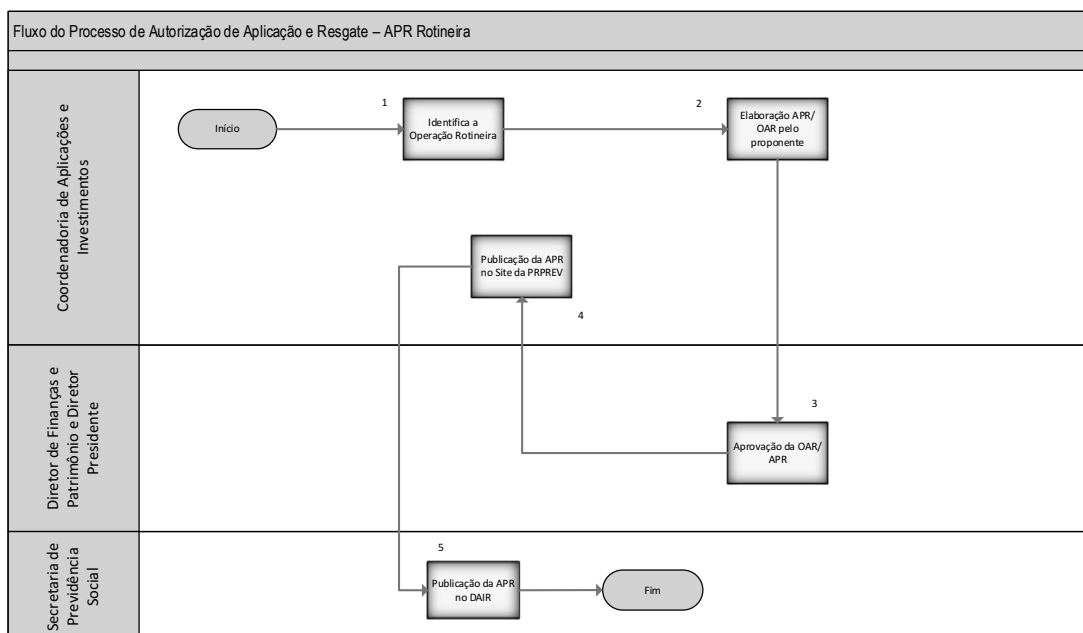 Fluxo do Processo de Autorização de Aplicação e Resgate – APR Rotineira
Coordenadoria de Aplicações e
Investimentos
Início
1
Identifica a
Operação Rotineira
2
Elaboração APR/
OAR pelo
proponente
Publicação da APR
no Site da PRPREV
4
Diretor de Finanças e
Patrimônio e Diretor
Presidente
3
Aprovação da OAR/
APR
Secretaria de
Previdência
Social
5
Publicação da APR
no DAIR
Fim